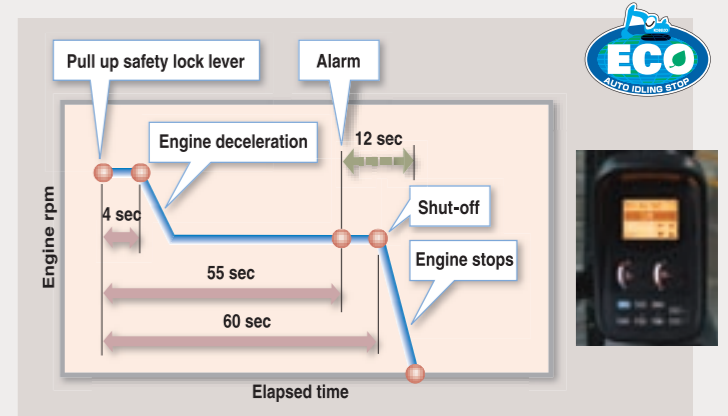 Pull up safety lock lever
Alarm
KOBELCO
ECO
AUTO IDLING STOP
Engine deceleration
12 sec
4 sec
Shut-off
Engine stops
55 sec
60 sec
Engine rpm
Elapsed time